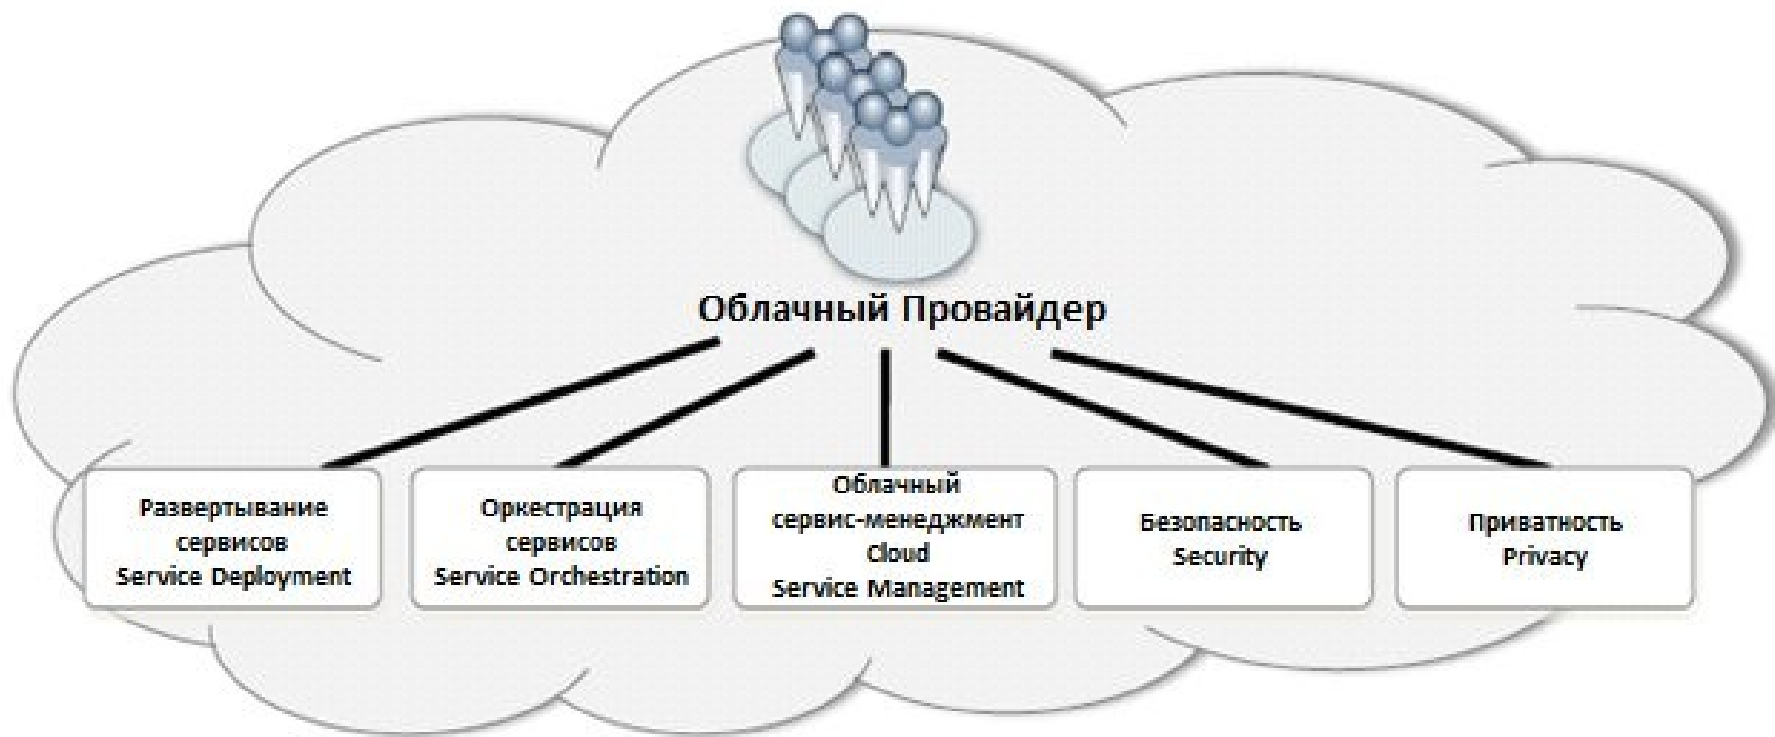 Облачный Провайдер
Развертывание
сервисов
Service Deployment
Оркестрация
сервисов
Service Orchestration
Облачный
сервис-менеджмент
Cloud
Service Management
Безопасность
Security
Приватность
Privacy